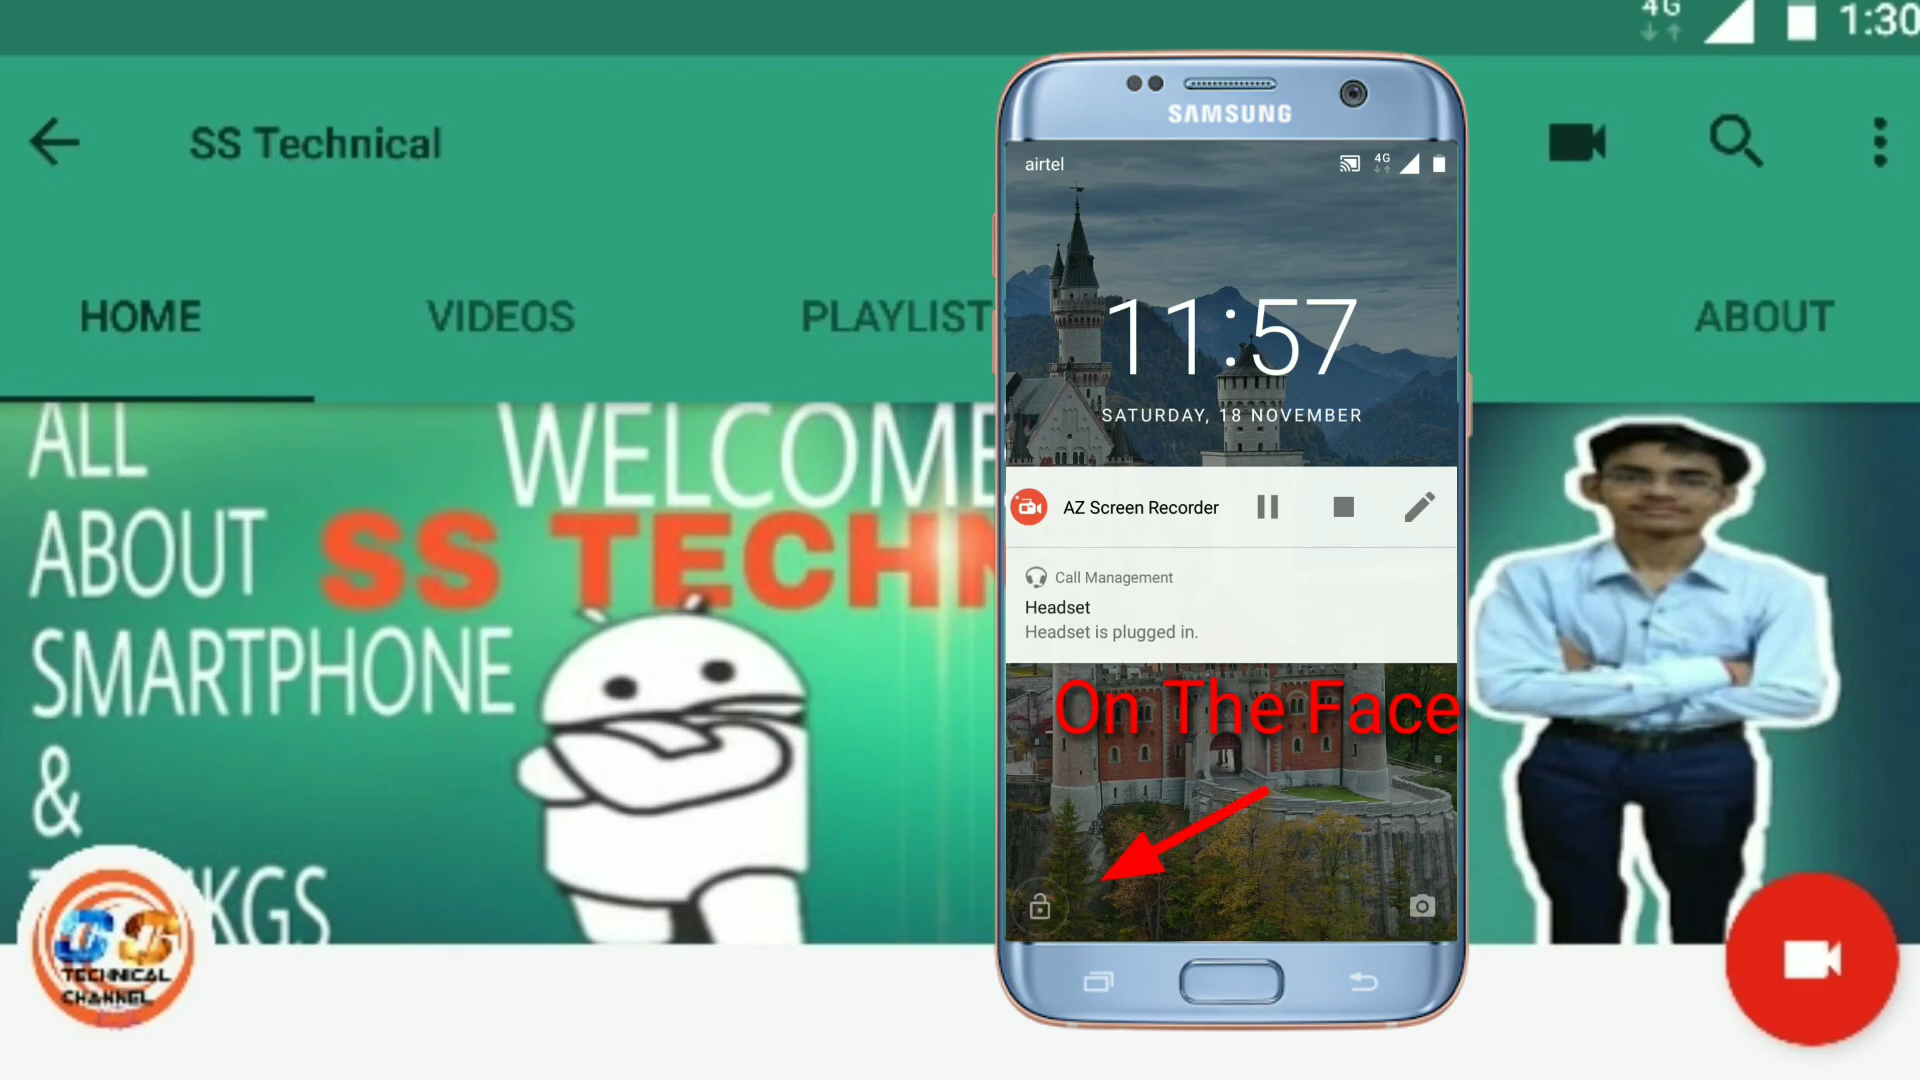 4G
1:30
SS Technical
HOME
VIDEOS
PLAYLIST
ABOUT
ALL
ABOUT
SMARTPHONE
&
KGS
WELCOME
SS TECHN
TECHNICAL
CHANNEL
SAMSUNG
airtel
4G
11:57
SATURDAY, 18 NOVEMBER
AZ Screen Recorder
Call Management
Headset
Headset is plugged in.
On The Face